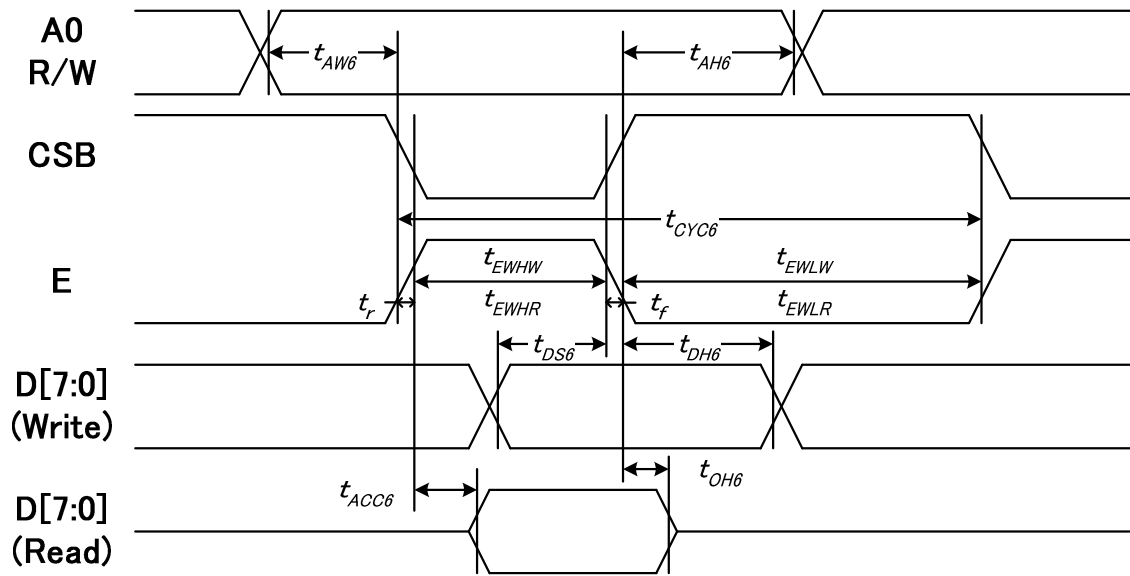 A0
R/W
t_AW6
t_AH6
CSB
t_CYC6
E
t_EWHW
t_EWLW
t_r
t_EWHR
t_f
t_EWLR
t_DS6
t_DH6
D[7:0]
(Write)
t_ACC6
t_OH6
D[7:0]
(Read)